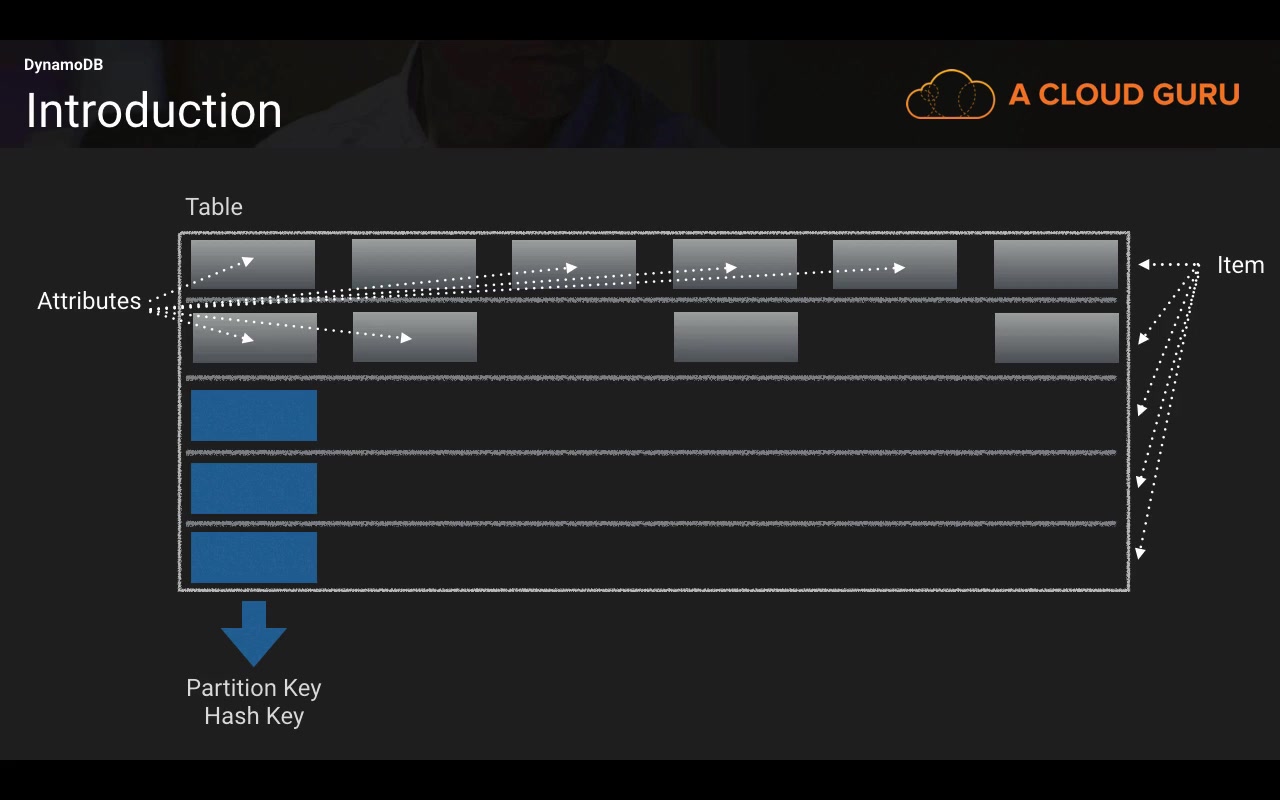 DynamoDB
Introduction
A CLOUD GURU
Table
Attributes
Item
Partition Key
Hash Key